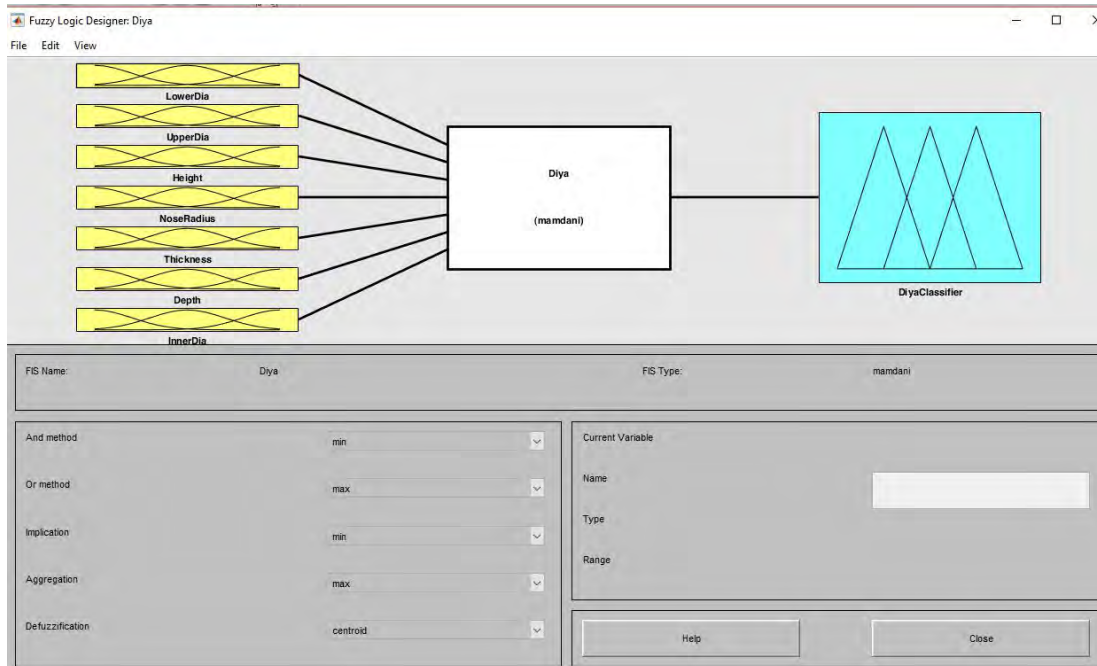 Fuzzy Logic Designer: Diya
File Edit View
LowerDia
UpperDia
Height
NoseRadius
Thickness
Depth
InnerDia
Diya
(mamdani)
DiyaClassifier
FIS Name: Diya FIS Type: mamdani
And method min
Or method max
Implication min
Aggregation max
Defuzzification centroid
Current Variable
Name
Type
Range
Help Close